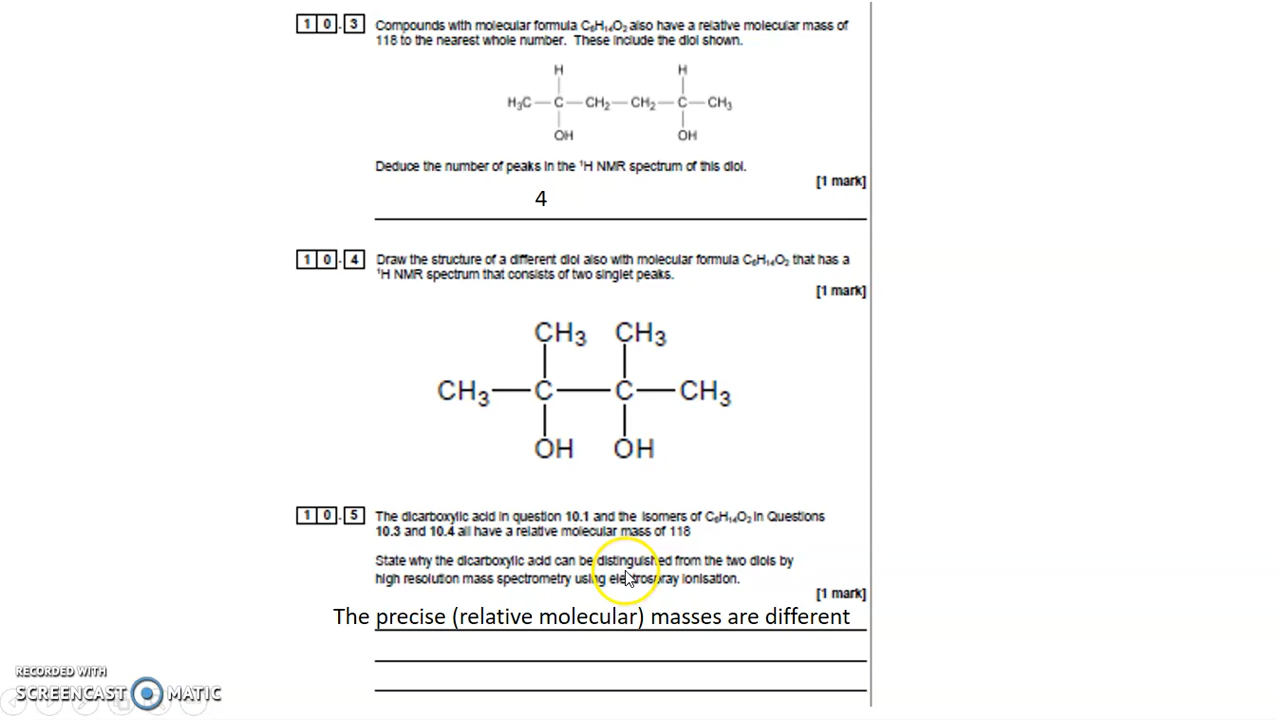 10.3 Compounds with molecular formula C₆H₁₄O₂ also have a relative molecular mass of
118 to the nearest whole number. These include the diol shown.
H H
H₃C—C—CH₂—CH₂—C—CH₃
OH OH
Deduce the number of peaks in the ¹H NMR spectrum of this diol.
[1 mark]
4
10.4 Draw the structure of a different diol also with molecular formula C₆H₁₄O₂ that has a
¹H NMR spectrum that consists of two singlet peaks.
[1 mark]
CH₃ CH₃
CH₃—C—C—CH₃
OH OH
10.5 The dicarboxylic acid in question 10.1 and the isomers of C₆H₁₄O₂ in Questions
10.3 and 10.4 all have a relative molecular mass of 118
State why the dicarboxylic acid can be distinguished from the two diols by
high resolution mass spectrometry using electrospray ionisation.
[1 mark]
The precise (relative molecular) masses are different
RECORDED WITH
SCREENCAST MATIC